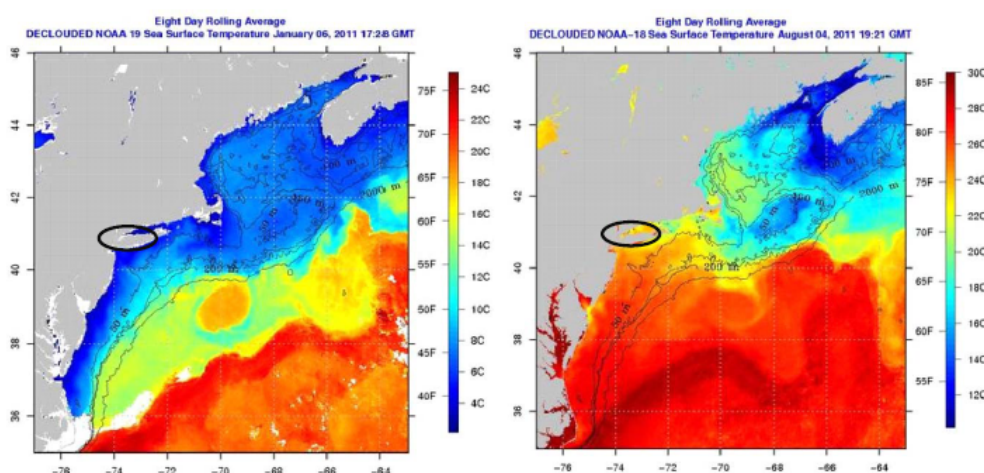 Eight Day Rolling Average
DECLOUDED NOAA 19 Sea Surface Temperature January 06, 2011 17:28 GMT
46
44
42
40
38
36
-76
-74
-72
-70
-68
-66
-64
2000 m
200 m
50 m
75F
70F
65F
60F
55F
50F
45F
40F
24C
22C
20C
18C
16C
14C
12C
10C
8C
6C
4C
Eight Day Rolling Average
DECLOUDED NOAA-18 Sea Surface Temperature August 04, 2011 19:21 GMT
46
44
42
40
38
36
-76
-74
-72
-70
-68
-66
-64
2000 m
200 m
50 m
85F
80F
75F
70F
65F
60F
55F
30C
28C
26C
24C
22C
20C
18C
16C
14C
12C